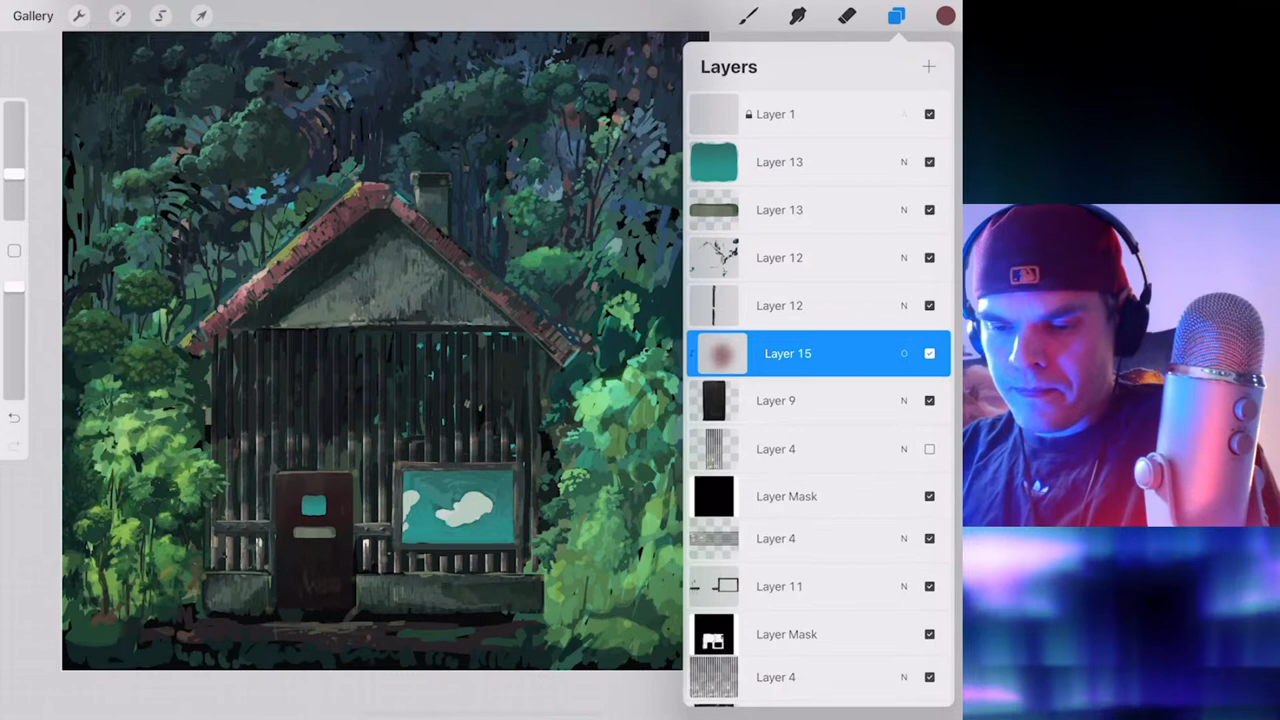 Gallery
Layers
Layer 1
Layer 13
N
Layer 13
N
Layer 12
N
Layer 12
N
Layer 15
O
Layer 9
N
Layer 4
N
Layer Mask
Layer 4
N
Layer 11
N
Layer Mask
Layer 4
N